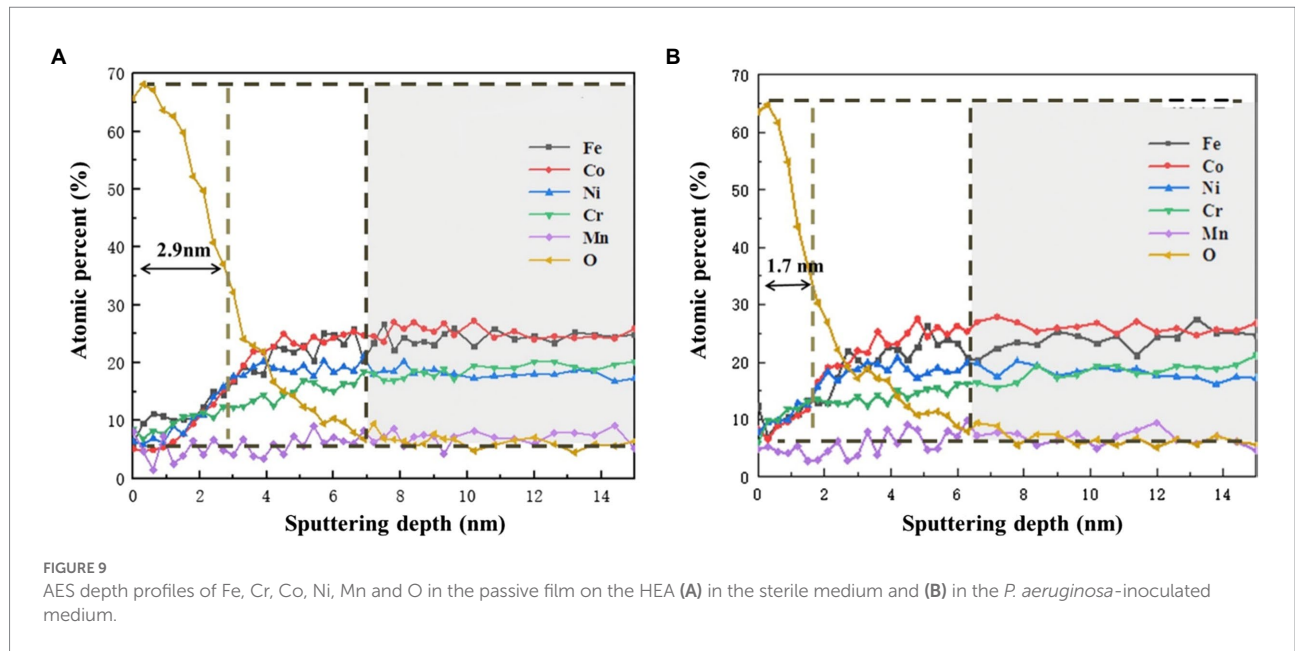 A
B
70
60
50
40
30
20
10
0
Atomic percent (%)
2.9nm
Fe
Co
Ni
Cr
Mn
O
0 2 4 6 8 10 12 14
Sputtering depth (nm)
70
60
50
40
30
20
10
0
Atomic percent (%)
1.7 nm
Fe
Co
Ni
Cr
Mn
O
0 2 4 6 8 10 12 14
Sputtering depth (nm)
FIGURE 9
AES depth profiles of Fe, Cr, Co, Ni, Mn and O in the passive film on the HEA (A) in the sterile medium and (B) in the P. aeruginosa-inoculated
medium.